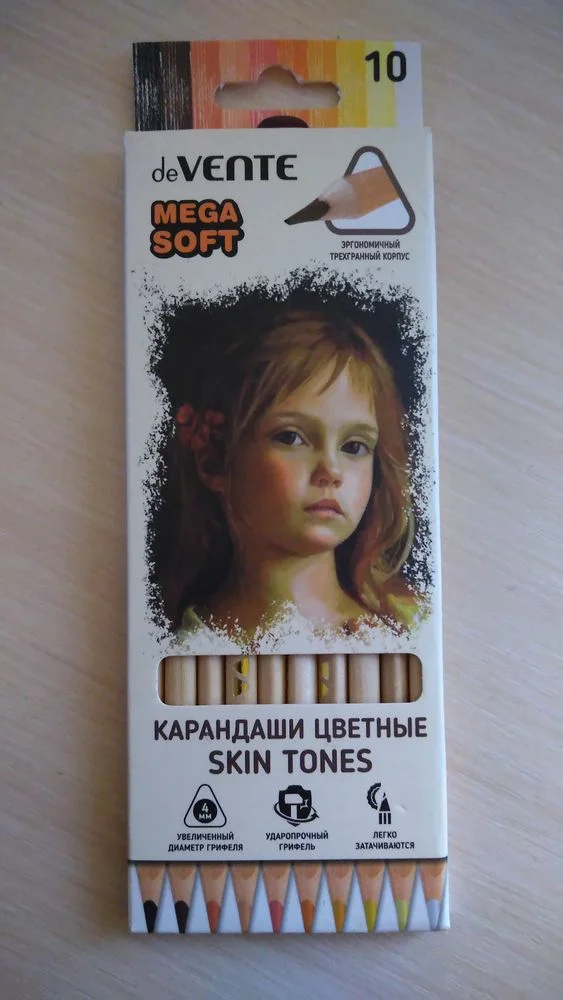 10
deVENTE
MEGA
SOFT
ЭРГОНОМИЧНЫЙ
ТРЕХГРАННЫЙ КОРПУС
КАРАНДАШИ ЦВЕТНЫЕ
SKIN TONES
4
ММ
УВЕЛИЧЕННЫЙ
ДИАМЕТР ГРИФЕЛЯ
УДАРОПРОЧНЫЙ
ГРИФЕЛЬ
ЛЕГКО
ЗАТАЧИВАЮТСЯ